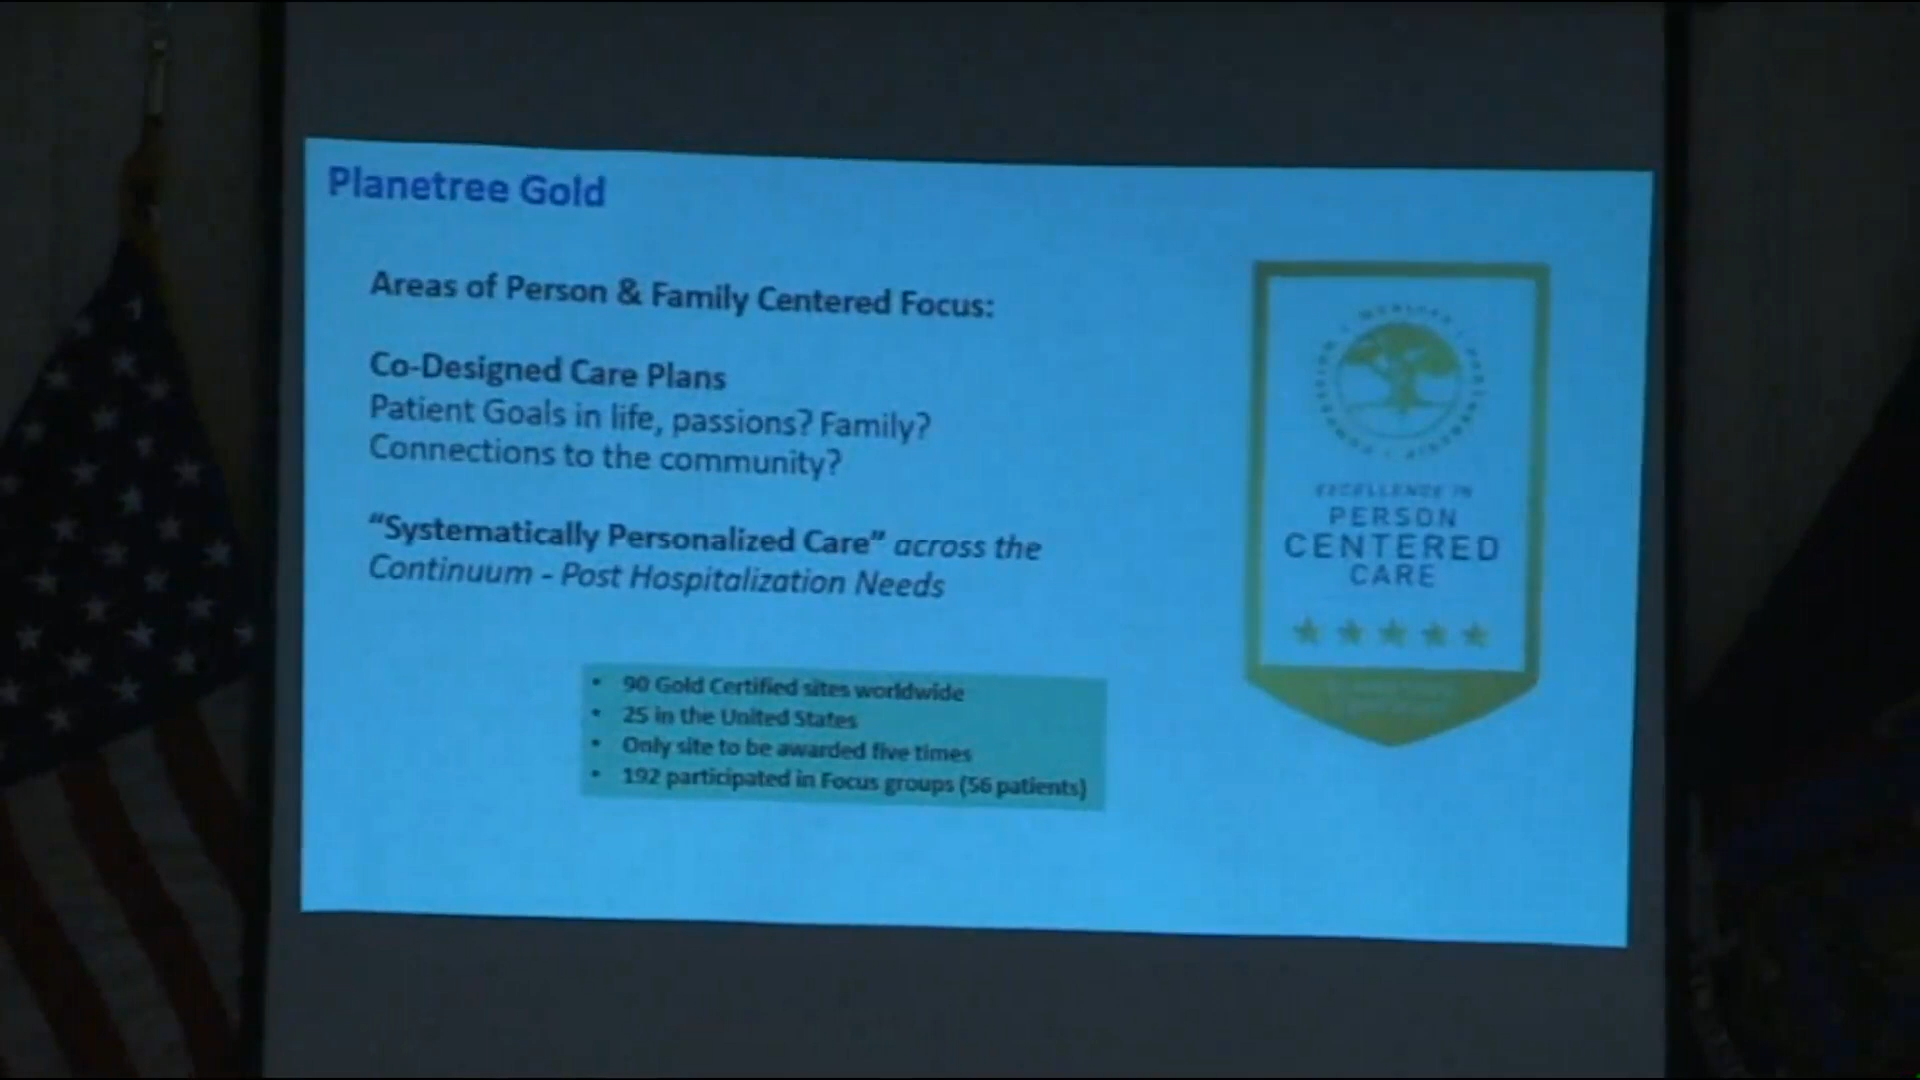 Planetree Gold
Areas of Person & Family Centered Focus:
Co-Designed Care Plans
Patient Goals in life, passions? Family?
Connections to the community?
“Systematically Personalized Care” across the
Continuum - Post Hospitalization Needs
• 90 Gold Certified sites worldwide
• 25 in the United States
• Only site to be awarded five times
• 192 participated in Focus groups (56 patients)
EXCELLENCE IN
PERSON
CENTERED
CARE